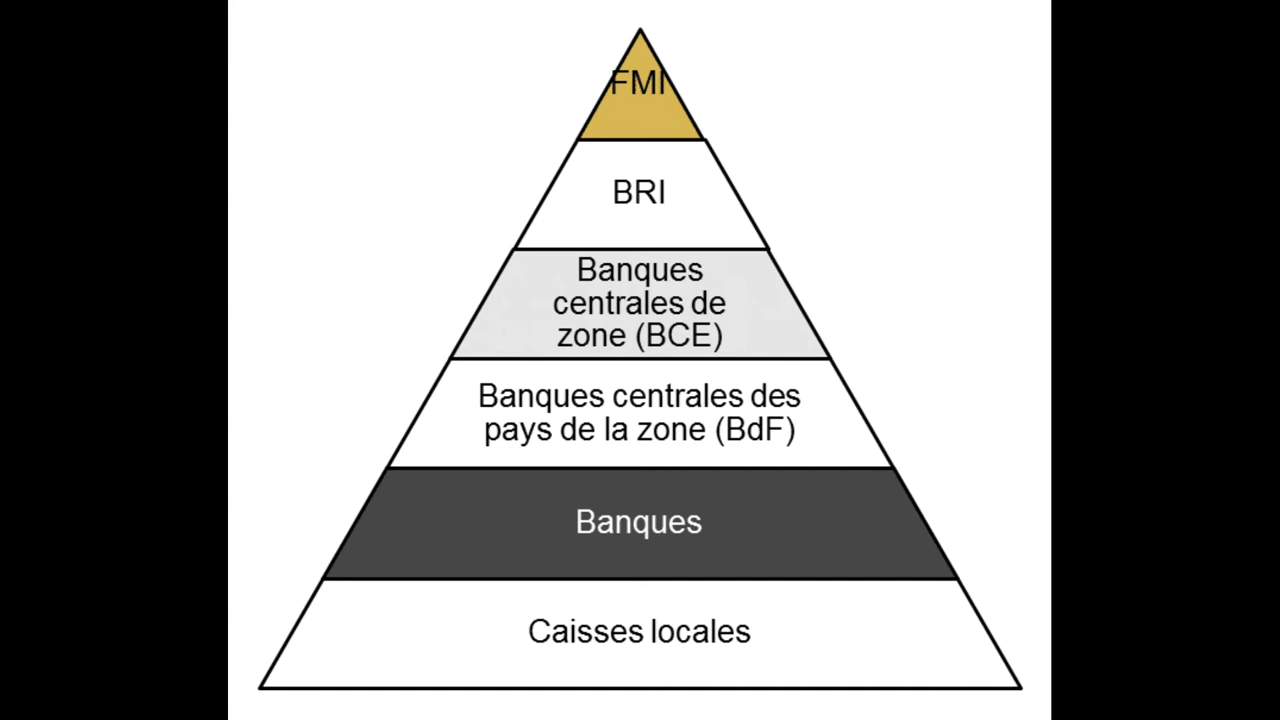 FMI
BRI
Banques
centrales de
zone (BCE)
Banques centrales des
pays de la zone (BdF)
Banques
Caisses locales